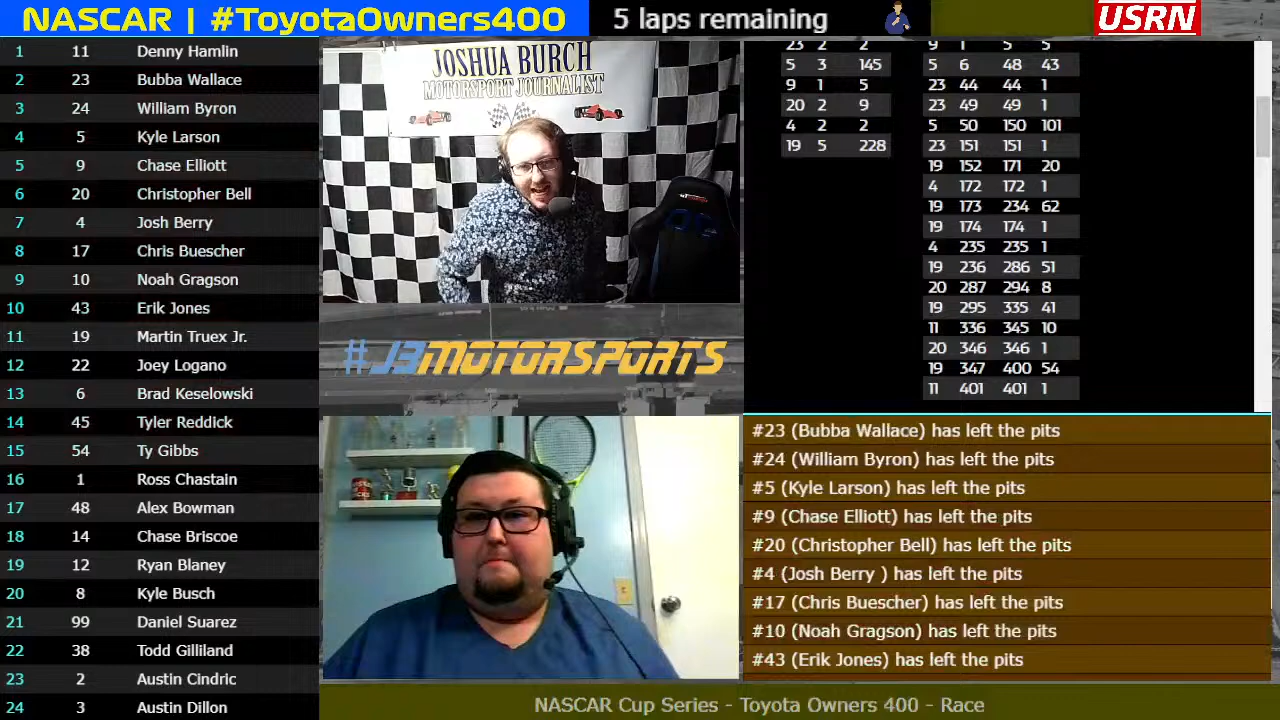 NASCAR | #ToyotaOwners400
5 laps remaining
USRN
1 11 Denny Hamlin
2 23 Bubba Wallace
3 24 William Byron
4 5 Kyle Larson
5 9 Chase Elliott
6 20 Christopher Bell
7 4 Josh Berry
8 17 Chris Buescher
9 10 Noah Gragson
10 43 Erik Jones
11 19 Martin Truex Jr.
12 22 Joey Logano
13 6 Brad Keselowski
14 45 Tyler Reddick
15 54 Ty Gibbs
16 1 Ross Chastain
17 48 Alex Bowman
18 14 Chase Briscoe
19 12 Ryan Blaney
20 8 Kyle Busch
21 99 Daniel Suarez
22 38 Todd Gilliland
23 2 Austin Cindric
24 3 Austin Dillon
JOSHUA BURCH
MOTORSPORT JOURNALIST
#JBMOTORSPORTS
23 2 2
5 3 145
9 1 5
20 2 9
4 2 2
19 5 228
9 1 5 5
5 6 48 43
23 44 44 1
23 49 49 1
5 50 150 101
23 151 151 1
19 152 171 20
4 172 172 1
19 173 234 62
19 174 174 1
4 235 235 1
19 236 286 51
20 287 294 8
19 295 335 41
11 336 345 10
20 346 346 1
19 347 400 54
11 401 401 1
#23 (Bubba Wallace) has left the pits
#24 (William Byron) has left the pits
#5 (Kyle Larson) has left the pits
#9 (Chase Elliott) has left the pits
#20 (Christopher Bell) has left the pits
#4 (Josh Berry ) has left the pits
#17 (Chris Buescher) has left the pits
#10 (Noah Gragson) has left the pits
#43 (Erik Jones) has left the pits
NASCAR Cup Series - Toyota Owners 400 - Race